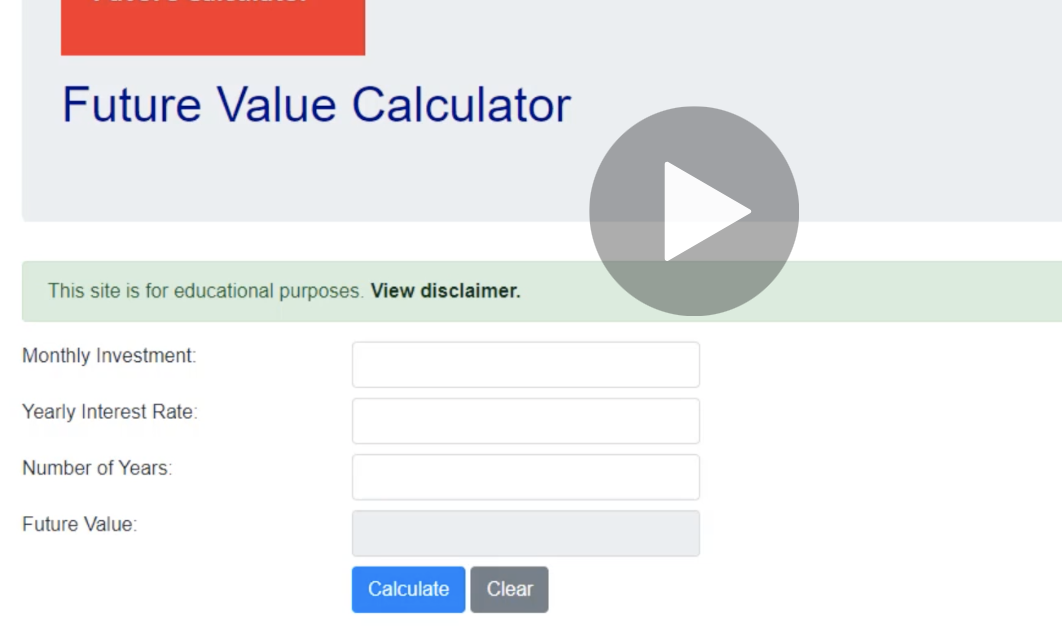 Future Value Calculator
This site is for educational purposes. View disclaimer.
Monthly Investment:
Yearly Interest Rate:
Number of Years:
Future Value:
Calculate Clear